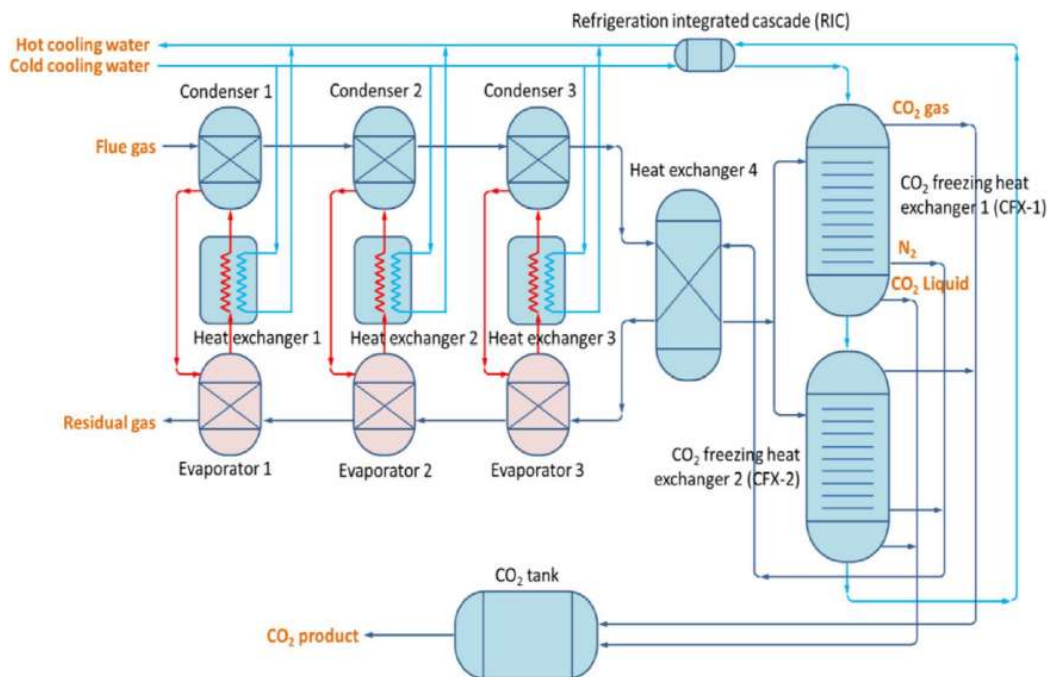 Refrigeration integrated cascade (RIC)
Hot cooling water
Cold cooling water
Condenser 1
Condenser 2
Condenser 3
CO₂ gas
Flue gas
Heat exchanger 4
CO₂ freezing heat
exchanger 1 (CFX-1)
N₂
CO₂ Liquid
Heat exchanger 1
Heat exchanger 2
Heat exchanger 3
Residual gas
Evaporator 1
Evaporator 2
Evaporator 3
CO₂ freezing heat
exchanger 2 (CFX-2)
CO₂ tank
CO₂ product